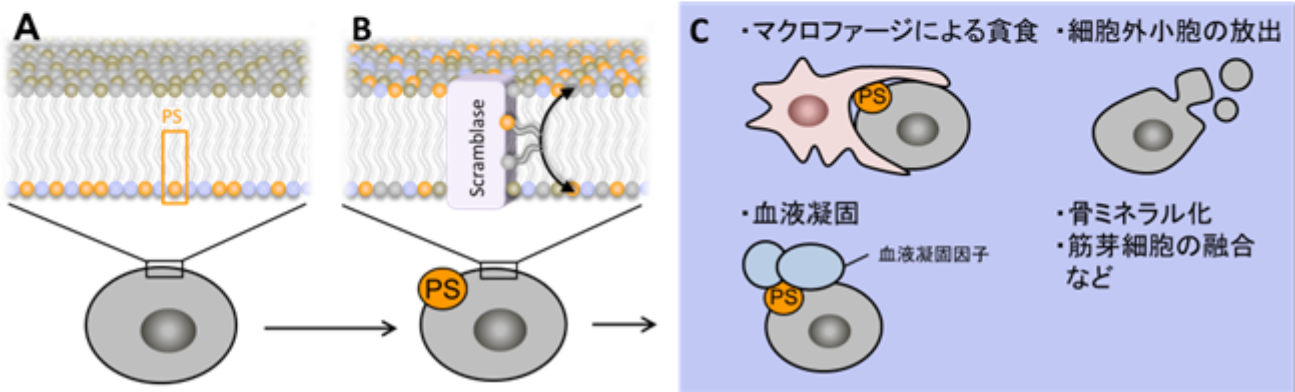 A
PS
B
Scramblase
PS
C
・マクロファージによる貪食
PS
・細胞外小胞の放出
・血液凝固
血液凝固因子
PS
・骨ミネラル化
・筋芽細胞の融合
など